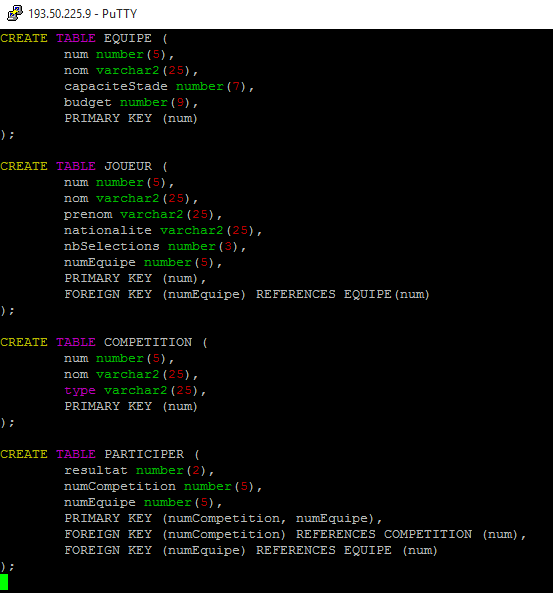 193.50.225.9 - PuTTY
CREATE TABLE EQUIPE (
        num number(5),
        nom varchar2(25),
        capaciteStade number(7),
        budget number(9),
        PRIMARY KEY (num)
);

CREATE TABLE JOUEUR (
        num number(5),
        nom varchar2(25),
        prenom varchar2(25),
        nationalite varchar2(25),
        nbSelections number(3),
        numEquipe number(5),
        PRIMARY KEY (num),
        FOREIGN KEY (numEquipe) REFERENCES EQUIPE(num)
);

CREATE TABLE COMPETITION (
        num number(5),
        nom varchar2(25),
        type varchar2(25),
        PRIMARY KEY (num)
);

CREATE TABLE PARTICIPER (
        resultat number(2),
        numCompetition number(5),
        numEquipe number(5),
        PRIMARY KEY (numCompetition, numEquipe),
        FOREIGN KEY (numCompetition) REFERENCES COMPETITION (num),
        FOREIGN KEY (numEquipe) REFERENCES EQUIPE (num)
);